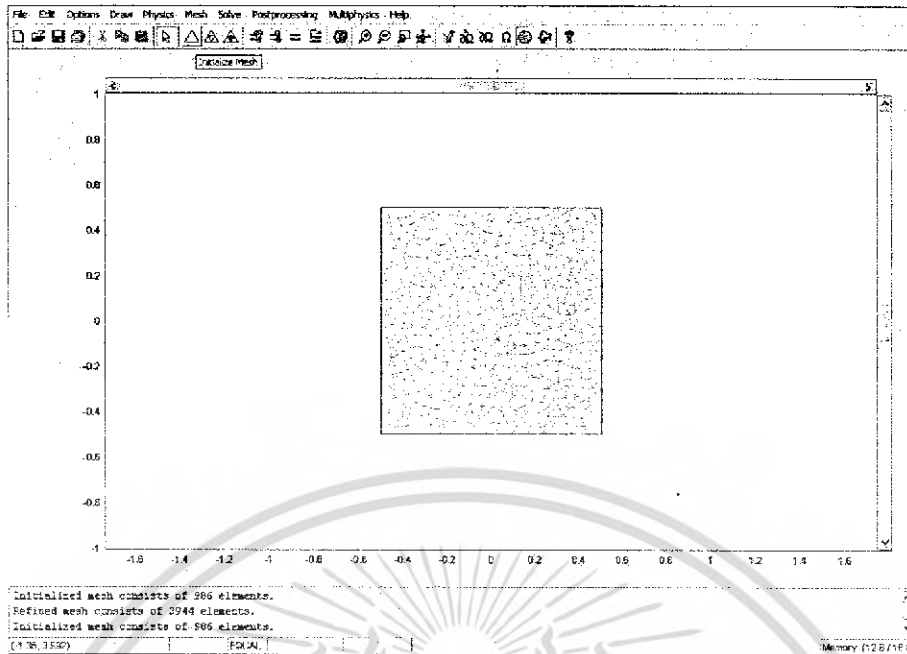 File Edit Options Draw Physics Mesh Solve Postprocessing Multiphysics Help
Initialize Mesh
1
0.8
0.6
0.4
0.2
0
-0.2
-0.4
-0.6
-0.8
-1
-1.6 -1.4 -1.2 -1 -0.8 -0.6 -0.4 -0.2 0 0.2 0.4 0.6 0.8 1 1.2 1.4 1.6
Initialized mesh consists of 986 elements.
Refined mesh consists of 3944 elements.
Initialized mesh consists of 986 elements.
EQUAL
Memory